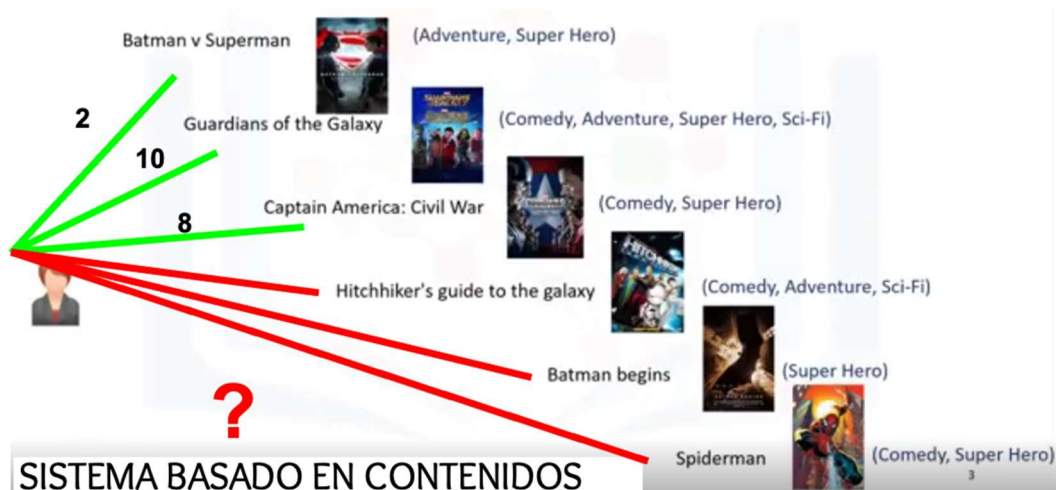 Batman v Superman
(Adventure, Super Hero)
2
Guardians of the Galaxy
(Comedy, Adventure, Super Hero, Sci-Fi)
10
Captain America: Civil War
(Comedy, Super Hero)
8
Hitchhiker's guide to the galaxy
(Comedy, Adventure, Sci-Fi)
Batman begins
(Super Hero)
?
Spiderman
(Comedy, Super Hero)
3
SISTEMA BASADO EN CONTENIDOS